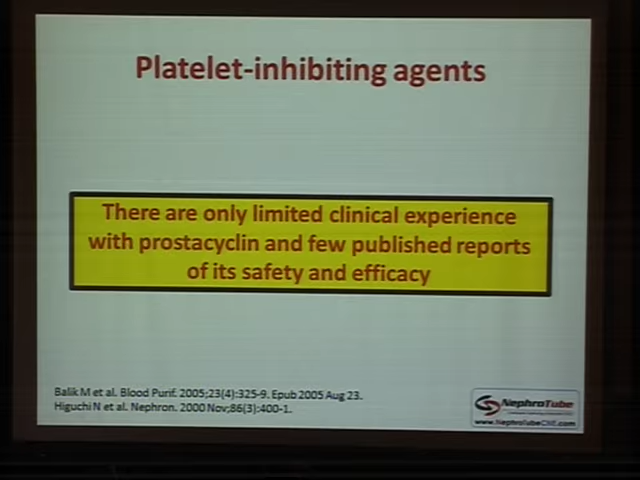 Platelet-inhibiting agents
There are only limited clinical experience
with prostacyclin and few published reports
of its safety and efficacy
Balik M et al. Blood Purif. 2005;23(4):325-9. Epub 2005 Aug 23.
Higuchi N et al. Nephron. 2000 Nov;86(3):400-1.
NephroTube
www.NephroTubeCNE.com